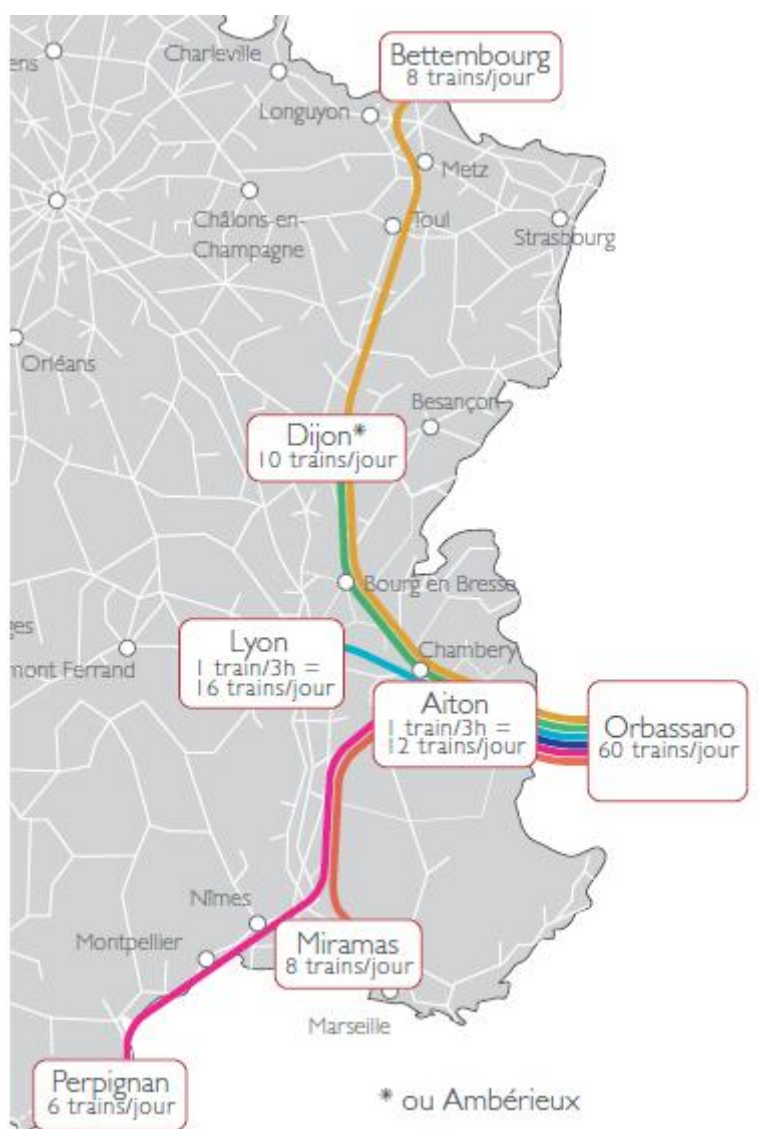 Bettembourg
8 trains/jour
Charleville
ens
Longuyon
Metz
Châlons-en-
Champagne
Toul
Strasbourg
Orléans
Besançon
Dijon*
10 trains/jour
Bourg en Bresse
ges
Lyon
1 train/3h =
16 trains/jour
mont Ferrand
Chambery
Aiton
1 train/3h =
12 trains/jour
Orbassano
60 trains/jour
Nîmes
Montpellier
Miramas
8 trains/jour
Marseille
Perpignan
6 trains/jour
* ou Ambérieux